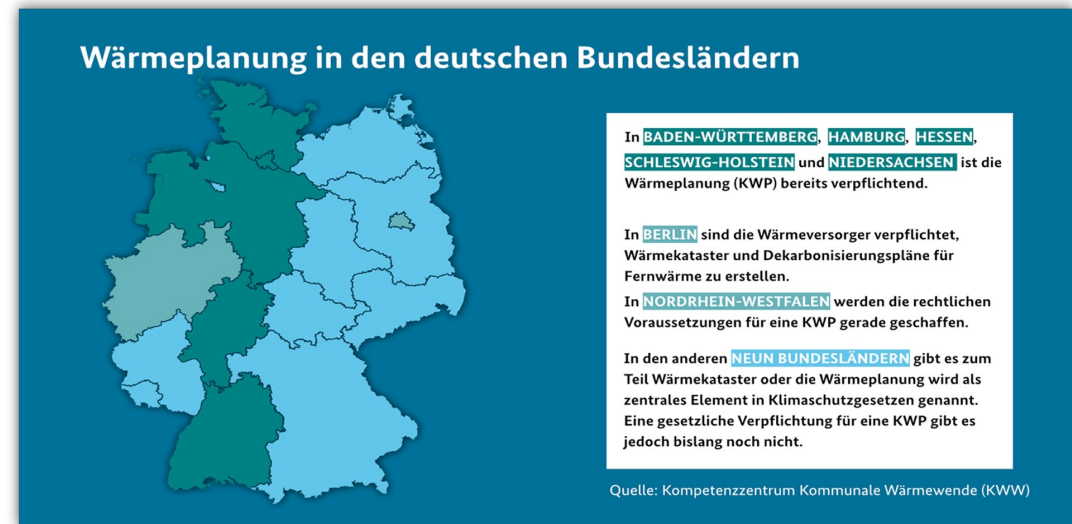 Wärmeplanung in den deutschen Bundesländern
In BADEN-WÜRTTEMBERG, HAMBURG, HESSEN,
SCHLESWIG-HOLSTEIN und NIEDERSACHSEN ist die
Wärmeplanung (KWP) bereits verpflichtend.
In BERLIN sind die Wärmeversorger verpflichtet,
Wärmekataster und Dekarbonisierungspläne für
Fernwärme zu erstellen.
In NORDRHEIN-WESTFALEN werden die rechtlichen
Voraussetzungen für eine KWP gerade geschaffen.
In den anderen NEUN BUNDESLÄNDERN gibt es zum
Teil Wärmekataster oder die Wärmeplanung wird als
zentrales Element in Klimaschutzgesetzen genannt.
Eine gesetzliche Verpflichtung für eine KWP gibt es
jedoch bislang noch nicht.
Quelle: Kompetenzzentrum Kommunale Wärmewende (KWW)